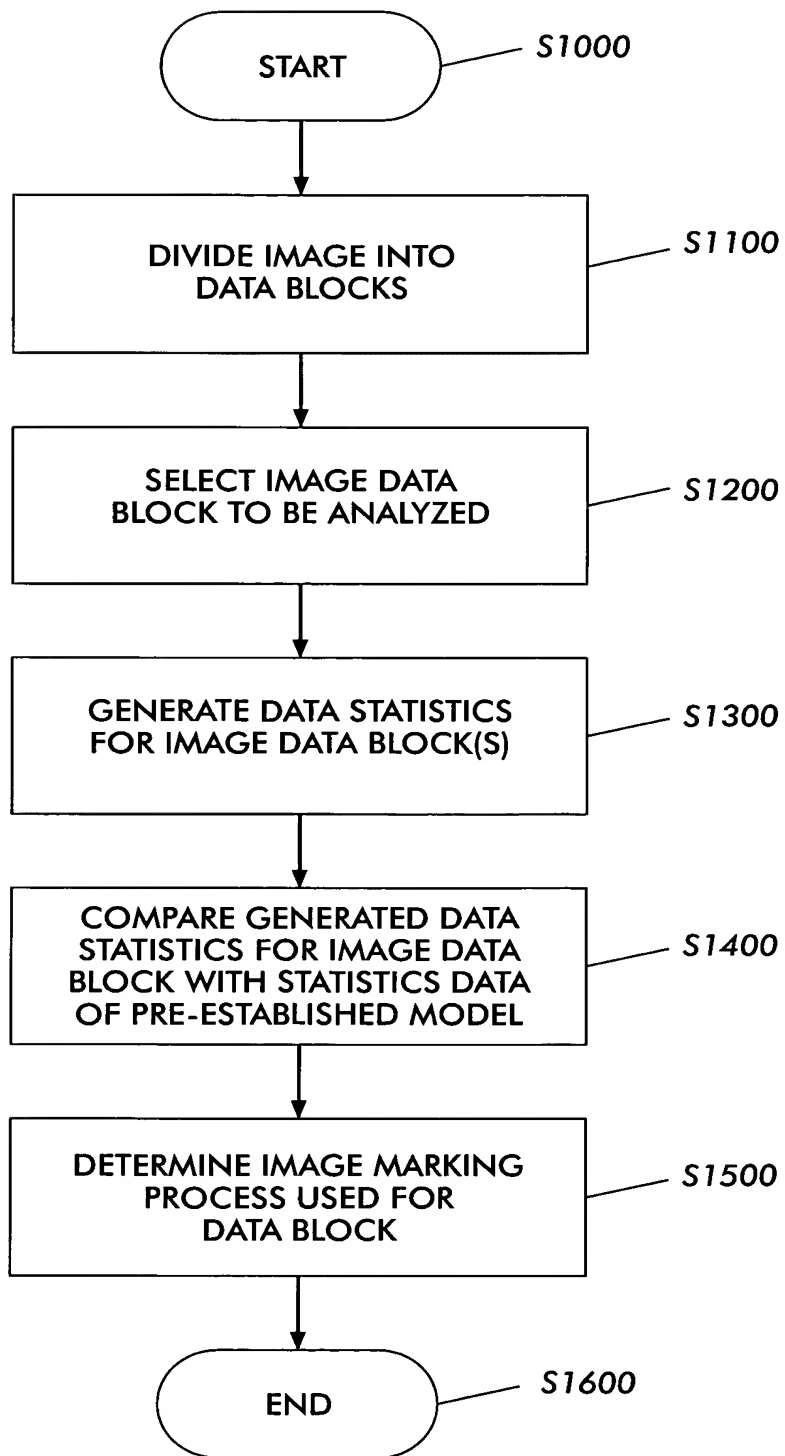 START
S1000
DIVIDE IMAGE INTO
DATA BLOCKS
S1100
SELECT IMAGE DATA
BLOCK TO BE ANALYZED
S1200
GENERATE DATA STATISTICS
FOR IMAGE DATA BLOCK(S)
S1300
COMPARE GENERATED DATA
STATISTICS FOR IMAGE DATA
BLOCK WITH STATISTICS DATA
OF PRE-ESTABLISHED MODEL
S1400
DETERMINE IMAGE MARKING
PROCESS USED FOR
DATA BLOCK
S1500
END
S1600